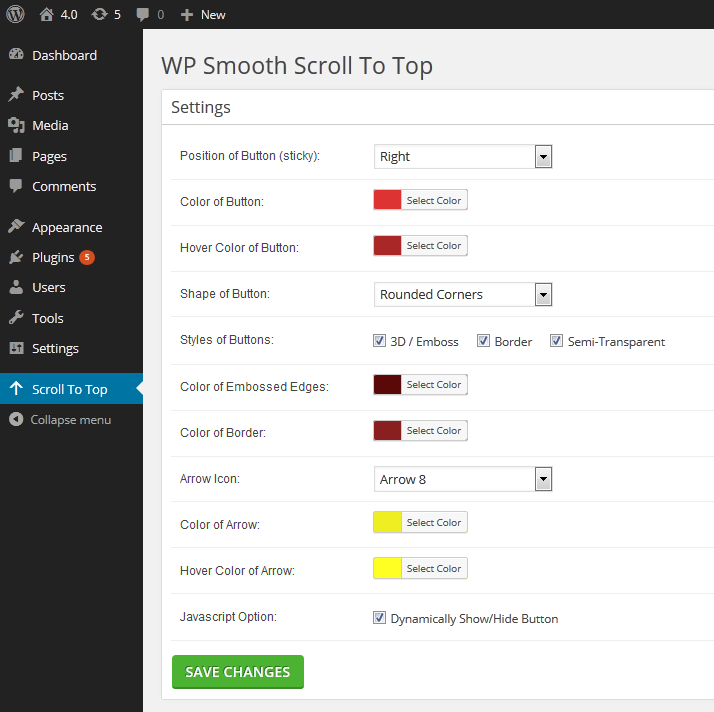 4.0 5 0 New
Dashboard
Posts
Media
Pages
Comments
Appearance
Plugins 5
Users
Tools
Settings
Scroll To Top
Collapse menu
WP Smooth Scroll To Top
Settings
Position of Button (sticky): Right
Color of Button: Select Color
Hover Color of Button: Select Color
Shape of Button: Rounded Corners
Styles of Buttons: 3D / Emboss Border Semi-Transparent
Color of Embossed Edges: Select Color
Color of Border: Select Color
Arrow Icon: Arrow 8
Color of Arrow: Select Color
Hover Color of Arrow: Select Color
Javascript Option: Dynamically Show/Hide Button
SAVE CHANGES